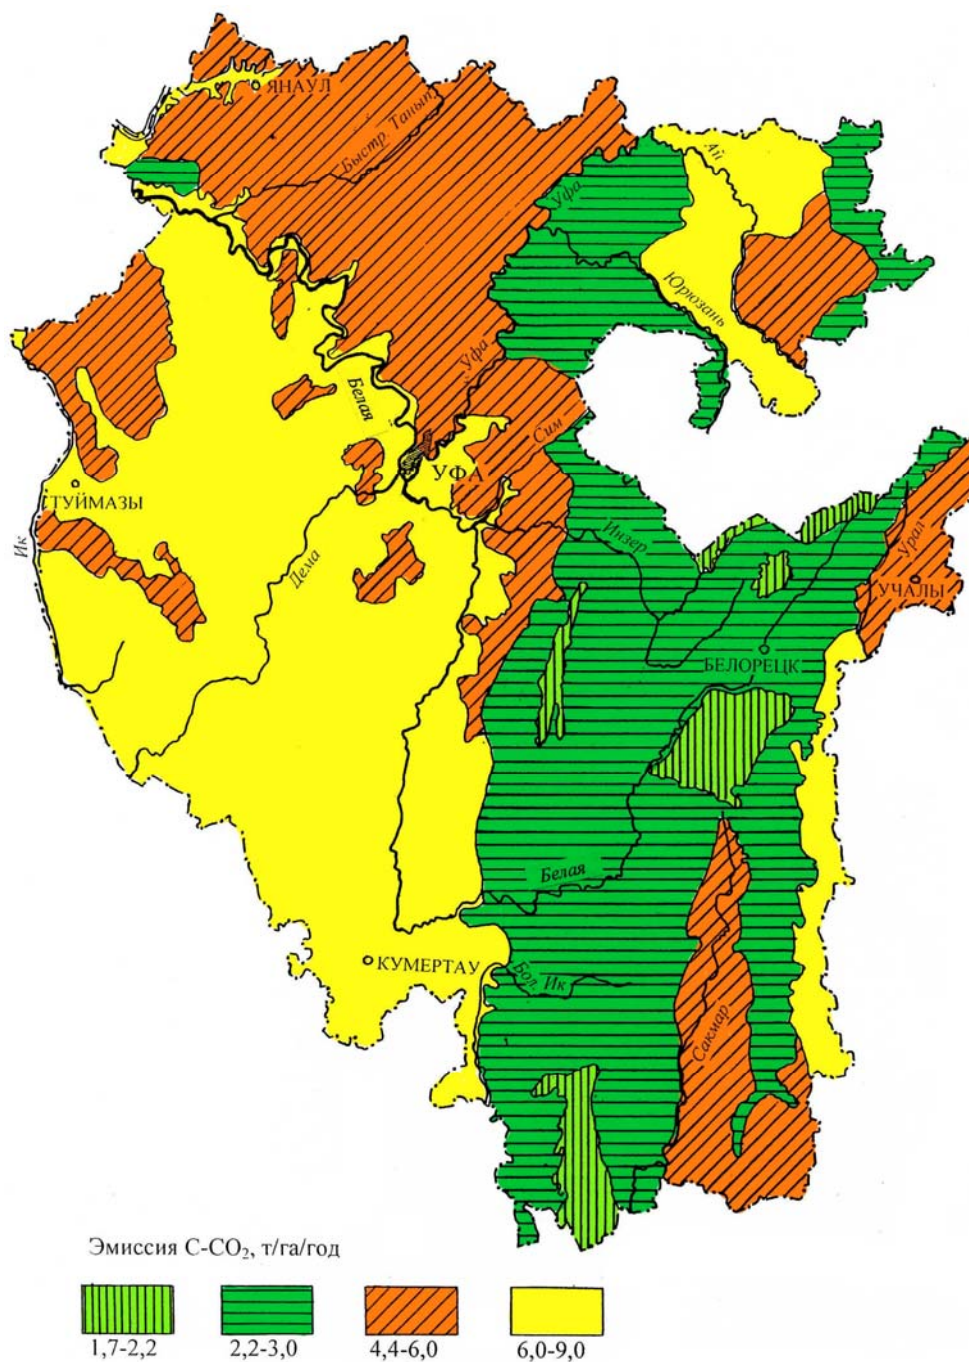 ЯНАУЛ
Быстр. Танып
Ай
Уфа
Юрюзань
Уфа
Белая
Сим
УФА
ТУЙМАЗЫ
Ик
Дема
Инзер
Урал
УЧАЛЫ
БЕЛОРЕЦК
Белая
КУМЕРТАУ
Бол. Ик
Сакмар
Эмиссия C-CO₂, т/га/год
1,7-2,2
2,2-3,0
4,4-6,0
6,0-9,0